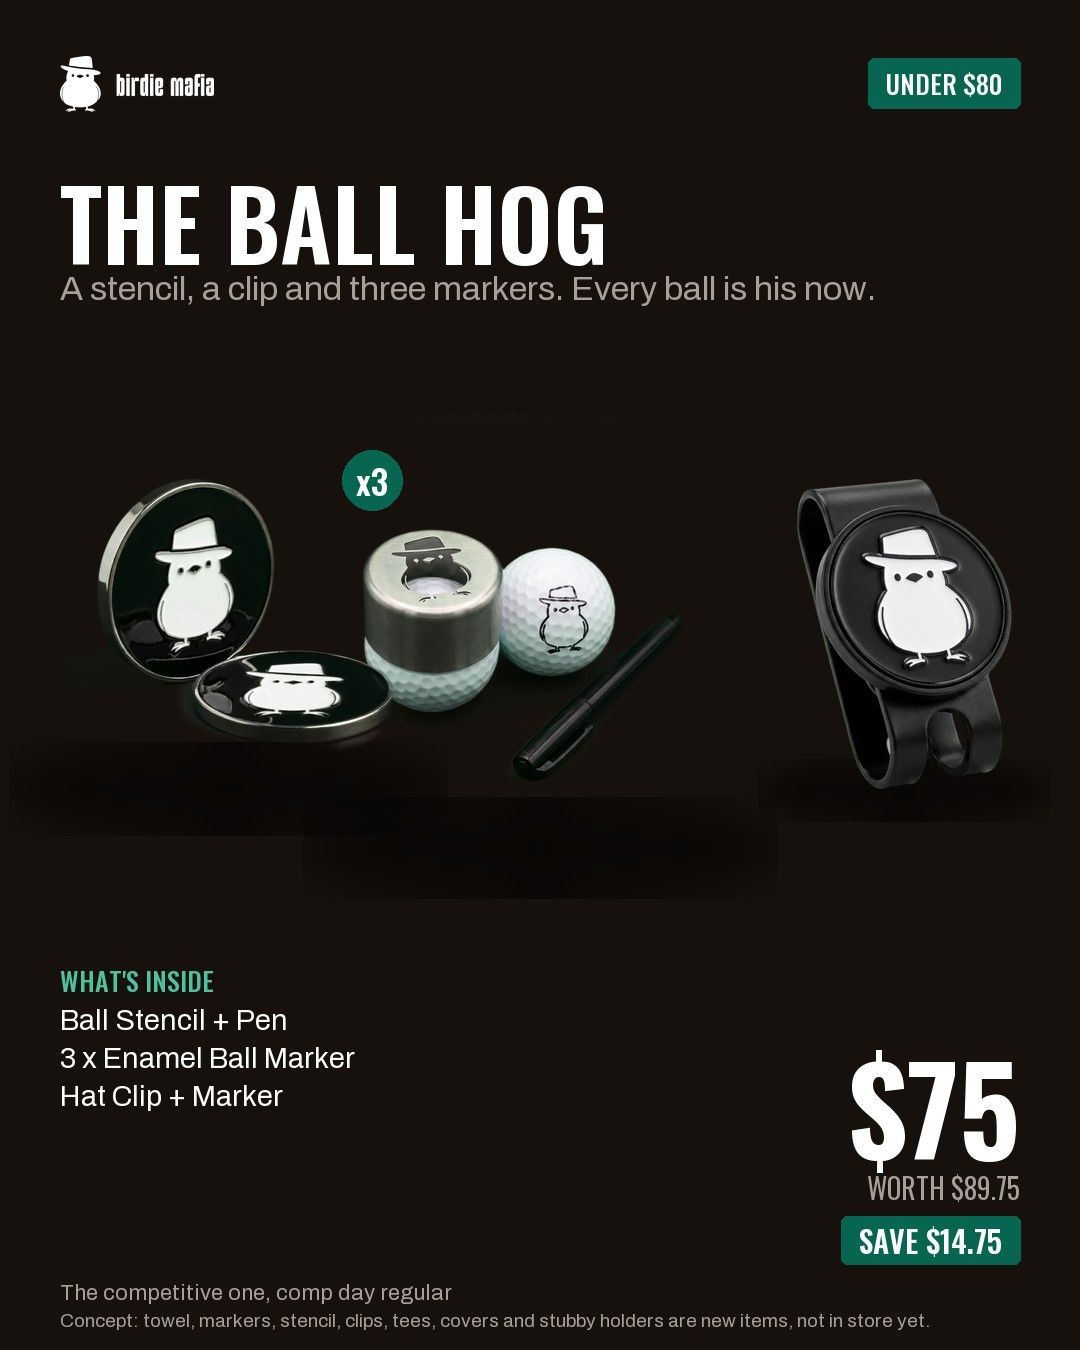 birdie mafia
UNDER $80
THE BALL HOG
A stencil, a clip and three markers. Every ball is his now.
x3
WHAT'S INSIDE
Ball Stencil + Pen
3 x Enamel Ball Marker
Hat Clip + Marker
$75
WORTH $89.75
SAVE $14.75
The competitive one, comp day regular
Concept: towel, markers, stencil, clips, tees, covers and stubby holders are new items, not in store yet.